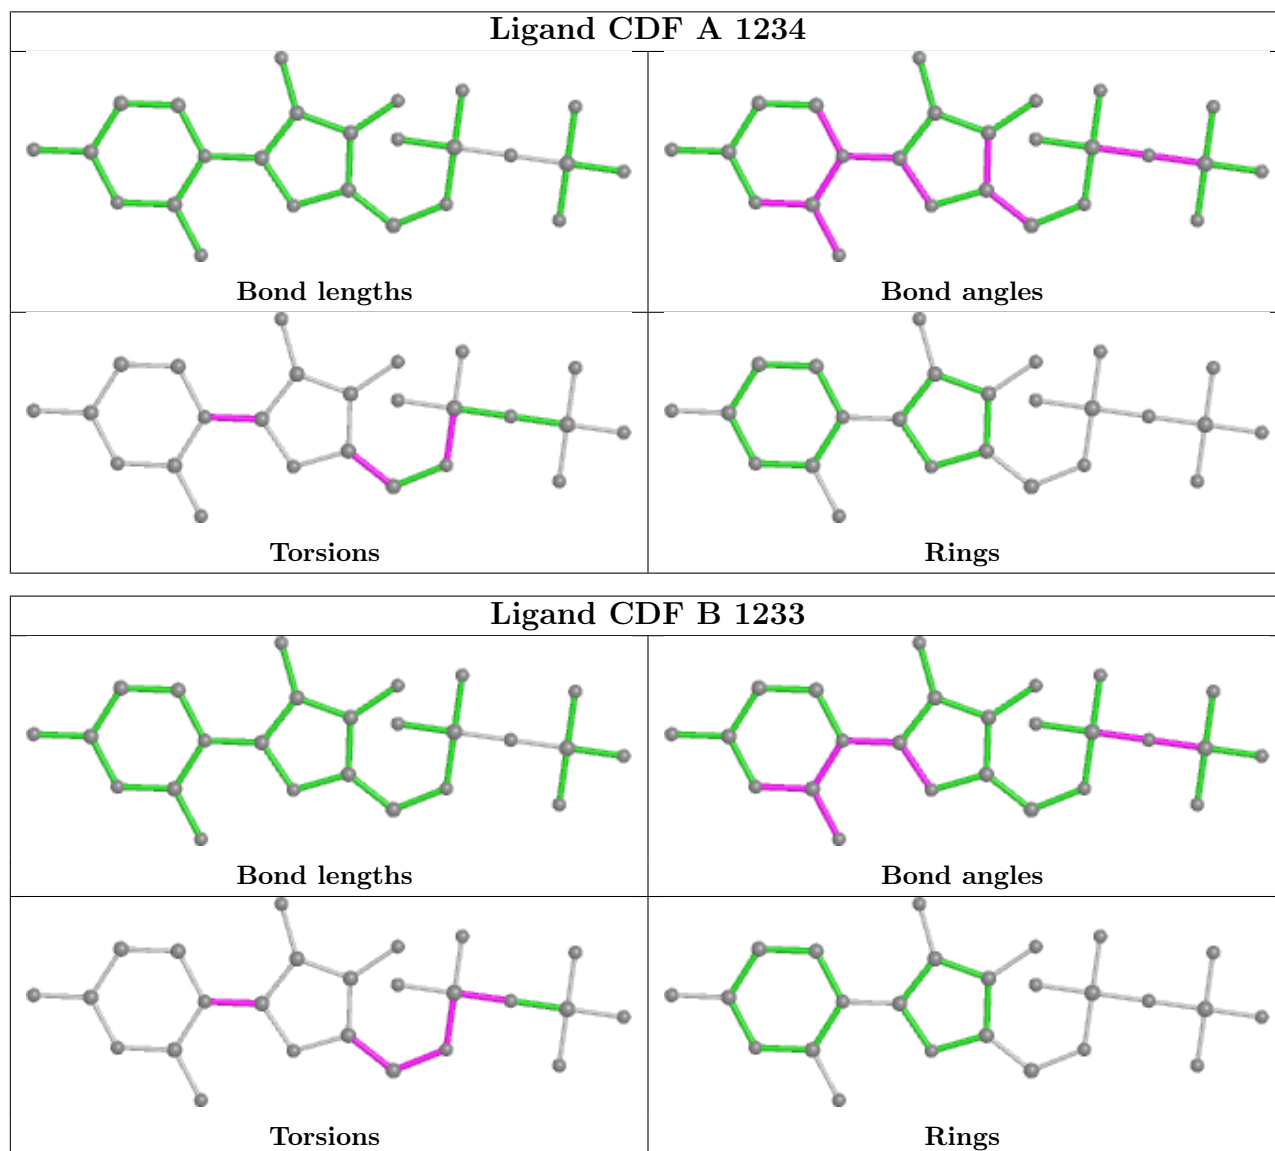 Ligand CDF A 1234
Bond lengths
Bond angles
Torsions
Rings
Ligand CDF B 1233
Bond lengths
Bond angles
Torsions
Rings